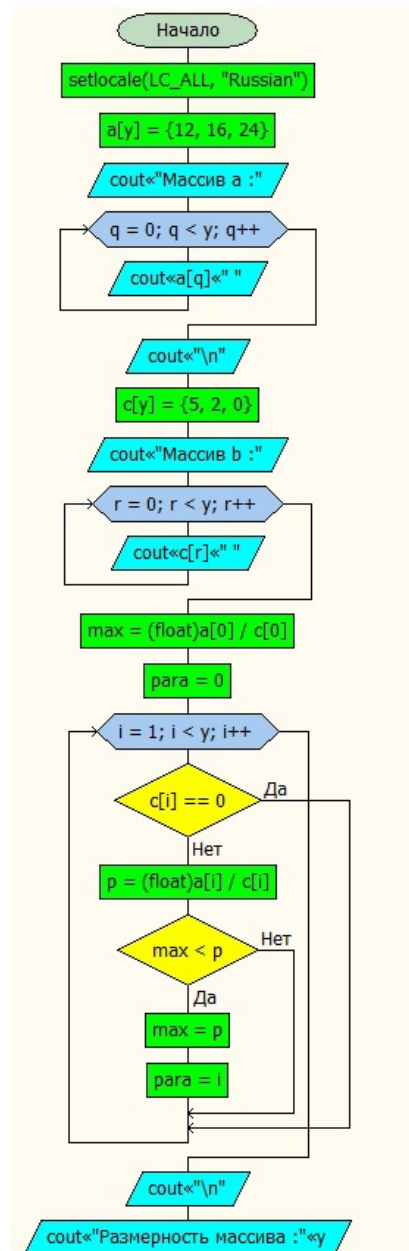 Начало
setlocale(LC_ALL, "Russian")
a[y] = {12, 16, 24}
cout«"Массив a :"
q = 0; q < y; q++
cout«a[q]«" "
cout«"\n"
c[y] = {5, 2, 0}
cout«"Массив b :"
r = 0; r < y; r++
cout«c[r]«" "
max = (float)a[0] / c[0]
para = 0
i = 1; i < y; i++
c[i] == 0
Да
Нет
p = (float)a[i] / c[i]
max < p
Нет
Да
max = p
para = i
cout«"\n"
cout«"Размерность массива :"«y